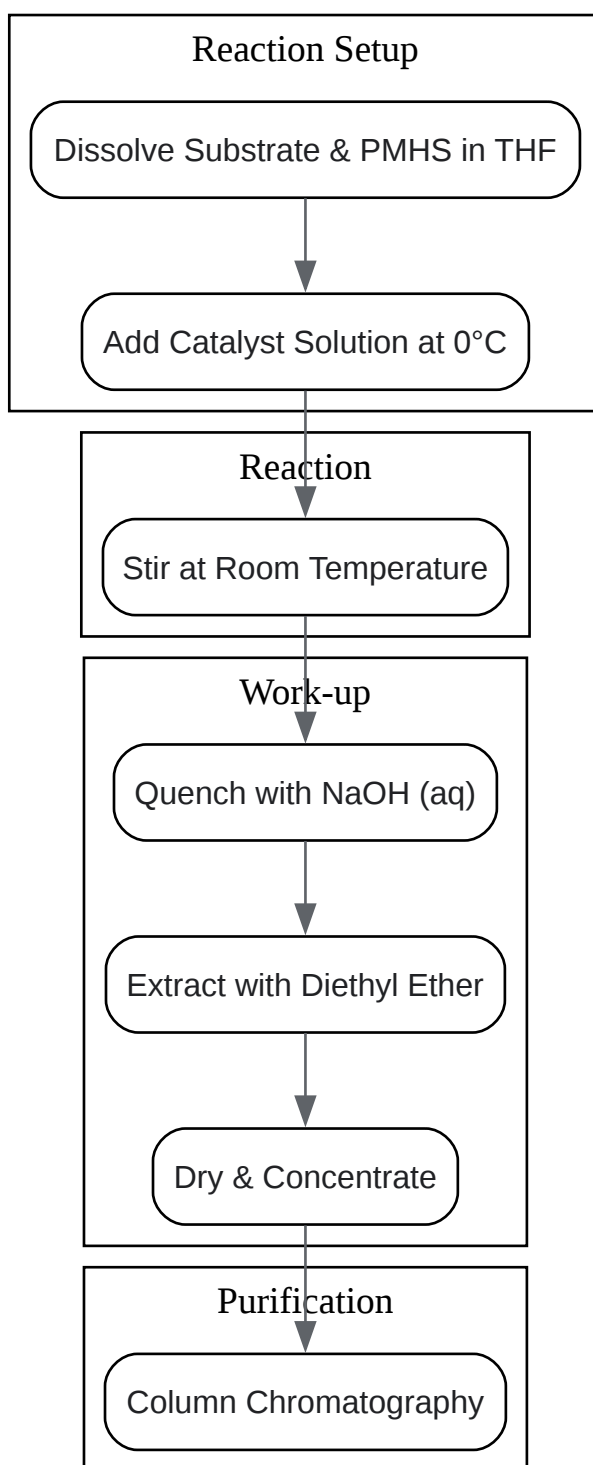 Reaction Setup
Dissolve Substrate & PMHS in THF
Add Catalyst Solution at 0°C
Reaction
Stir at Room Temperature
Work-up
Quench with NaOH (aq)
Extract with Diethyl Ether
Dry & Concentrate
Purification
Column Chromatography